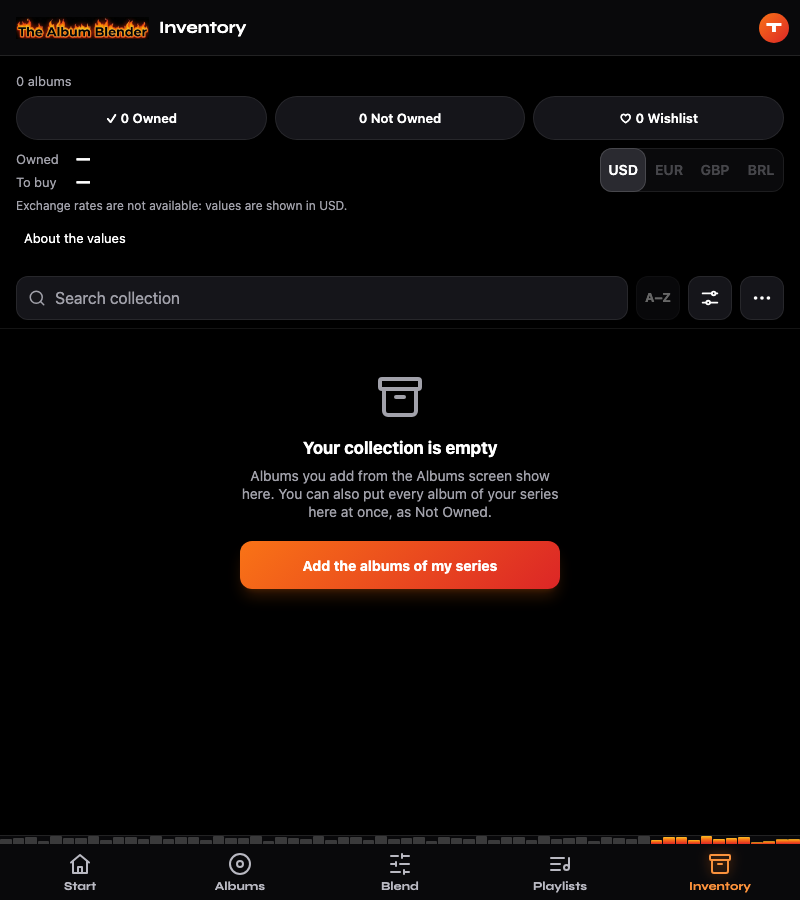 The Album Blender Inventory T
0 albums
✓ 0 Owned 0 Not Owned ♡ 0 Wishlist
Owned —
USD EUR GBP BRL
To buy —
Exchange rates are not available: values are shown in USD.
About the values
Search collection A–Z
Your collection is empty
Albums you add from the Albums screen show
here. You can also put every album of your series
here at once, as Not Owned.
Add the albums of my series
Start Albums Blend Playlists Inventory